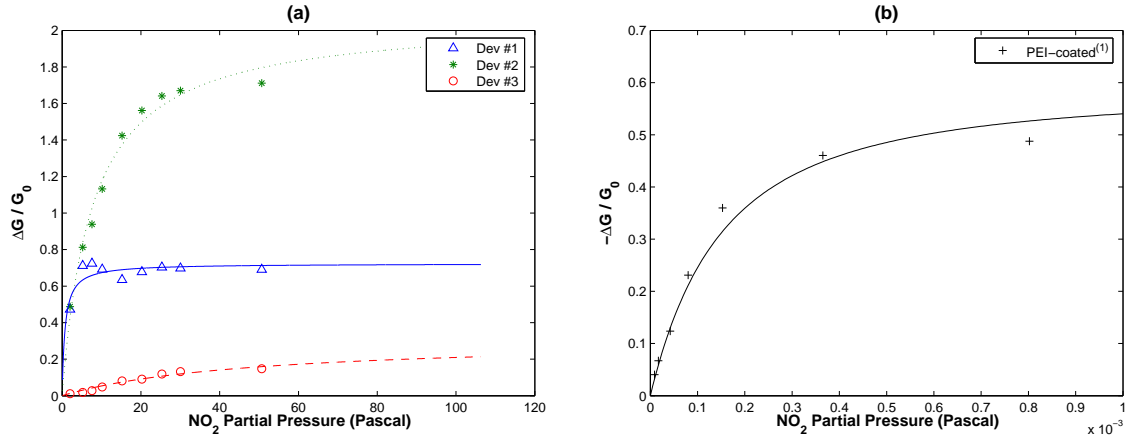 (a)
2
1.8
1.6
1.4
1.2
1
0.8
0.6
0.4
0.2
0
ΔG / G₀
Dev #1
Dev #2
Dev #3
0 20 40 60 80 100 120
NO₂ Partial Pressure (Pascal)
(b)
0.7
0.6
0.5
0.4
0.3
0.2
0.1
0
-ΔG / G₀
PEI-coated⁽¹⁾
0 0.1 0.2 0.3 0.4 0.5 0.6 0.7 0.8 0.9 1
x 10⁻³
NO₂ Partial Pressure (Pascal)